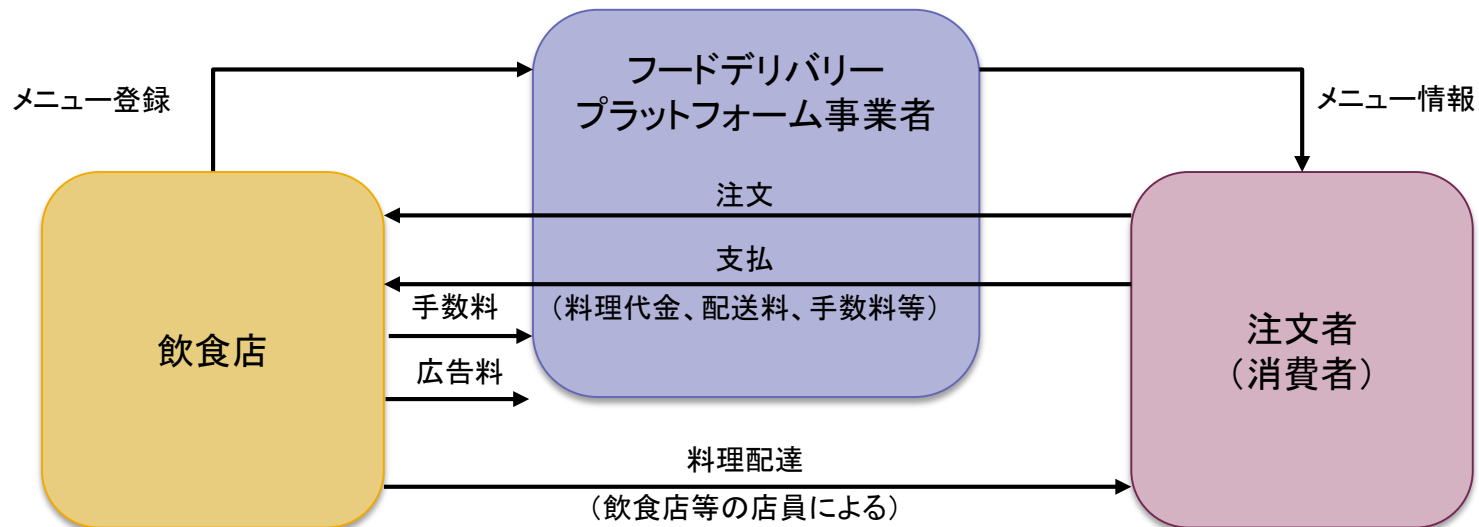 フードデリバリー
プラットフォーム事業者
メニュー登録
メニュー情報
注文
支払
(料理代金、配送料、手数料等)
手数料
広告料
飲食店
注文者
(消費者)
料理配達
(飲食店等の店員による)